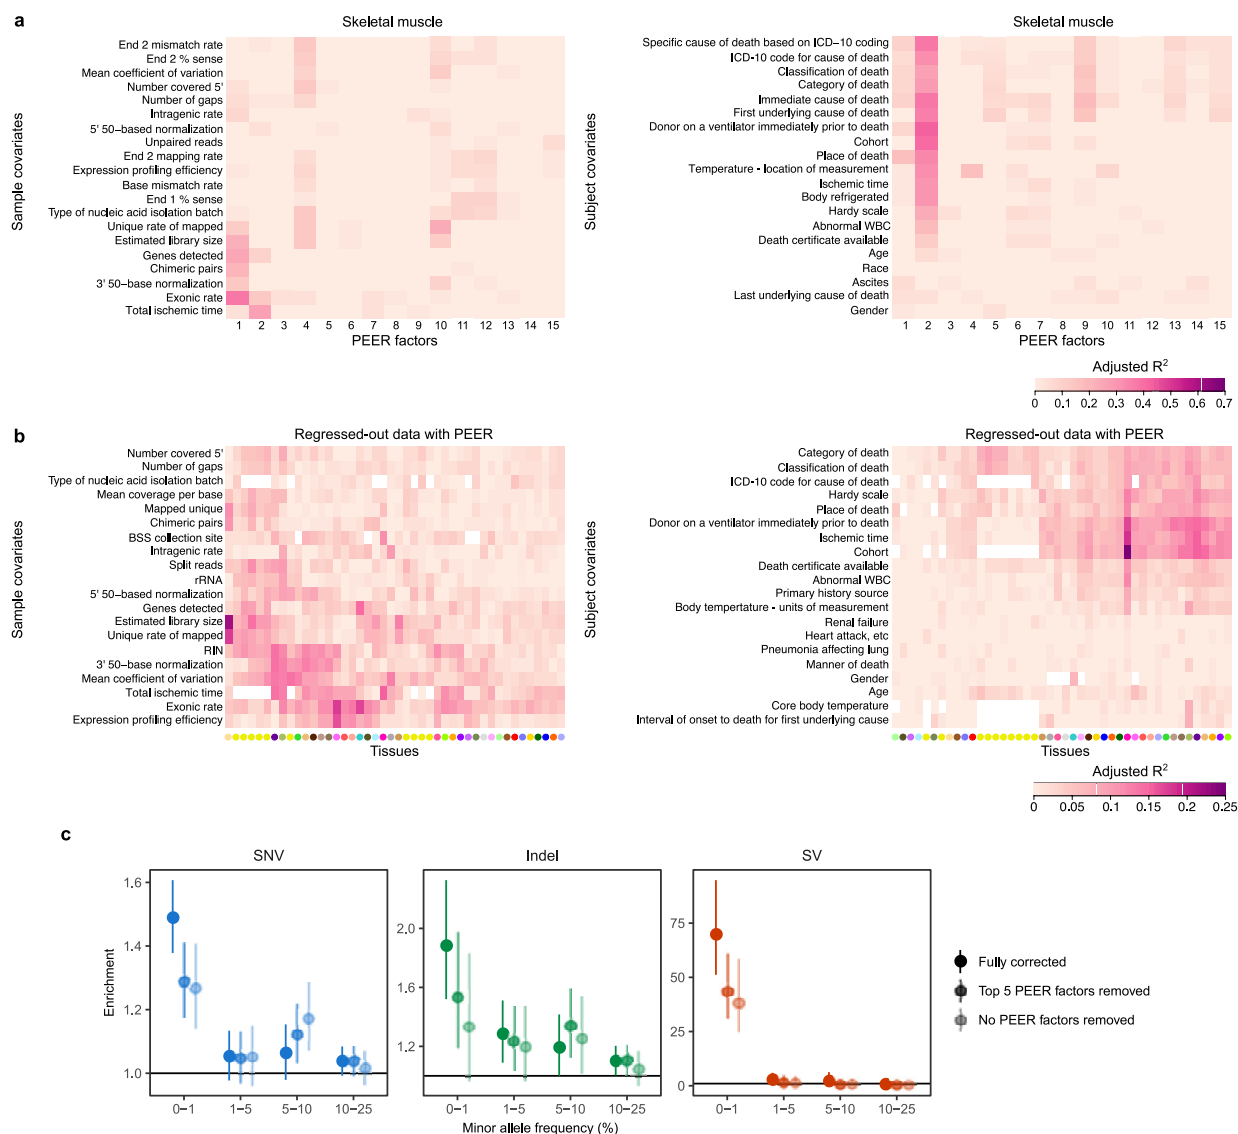 a
Skeletal muscle
Sample covariates
End 2 mismatch rate
End 2 % sense
Mean coefficient of variation
Number covered 5'
Number of gaps
Intragenic rate
5' 50-based normalization
Unpaired reads
End 2 mapping rate
Expression profiling efficiency
Base mismatch rate
End 1 % sense
Type of nucleic acid isolation batch
Unique rate of mapped
Estimated library size
Genes detected
Chimeric pairs
3' 50-base normalization
Exonic rate
Total ischemic time
1 2 3 4 5 6 7 8 9 10 11 12 13 14 15
PEER factors
Skeletal muscle
Subject covariates
Specific cause of death based on ICD–10 coding
ICD-10 code for cause of death
Classification of death
Category of death
Immediate cause of death
First underlying cause of death
Donor on a ventilator immediately prior to death
Cohort
Place of death
Temperature - location of measurement
Ischemic time
Body refrigerated
Hardy scale
Abnormal WBC
Death certificate available
Age
Race
Ascites
Last underlying cause of death
Gender
1 2 3 4 5 6 7 8 9 10 11 12 13 14 15
PEER factors
Adjusted R²
0 0.1 0.2 0.3 0.4 0.5 0.6 0.7
b
Regressed-out data with PEER
Sample covariates
Number covered 5'
Number of gaps
Type of nucleic acid isolation batch
Mean coverage per base
Mapped unique
Chimeric pairs
BSS collection site
Intragenic rate
Split reads
rRNA
5' 50-based normalization
Genes detected
Estimated library size
Unique rate of mapped
RIN
3' 50–base normalization
Mean coefficient of variation
Total ischemic time
Exonic rate
Expression profiling efficiency
Tissues
Regressed-out data with PEER
Subject covariates
Category of death
Classification of death
ICD-10 code for cause of death
Hardy scale
Place of death
Donor on a ventilator immediately prior to death
Ischemic time
Cohort
Death certificate available
Abnormal WBC
Primary history source
Body tempertature - units of measurement
Renal failure
Heart attack, etc
Pneumonia affecting lung
Manner of death
Gender
Age
Core body temperature
Interval of onset to death for first underlying cause
Tissues
Adjusted R²
0 0.05 0.1 0.15 0.2 0.25
c
SNV
Enrichment
1.6
1.4
1.2
1.0
0–1 1–5 5–10 10–25
Indel
2.0
1.6
1.2
0–1 1–5 5–10 10–25
Minor allele frequency (%)
SV
75
50
25
0
0–1 1–5 5–10 10–25
Fully corrected
Top 5 PEER factors removed
No PEER factors removed